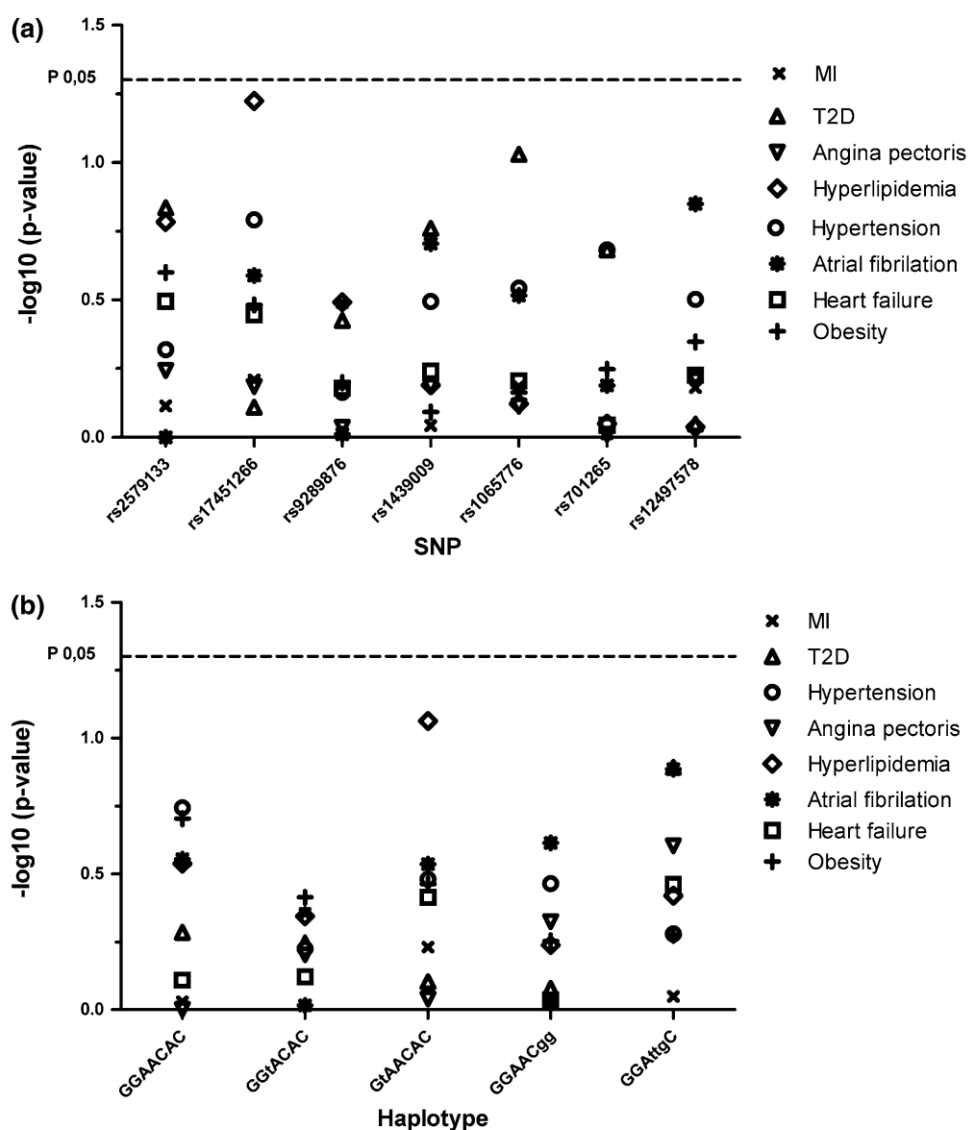 (a)
1.5
P 0,05
1.0
0.5
0.0
-log10 (p-value)
rs2579133
rs17451266
rs9289876
rs1439009
rs1065776
rs701265
rs12497578
SNP
MI
T2D
Angina pectoris
Hyperlipidemia
Hypertension
Atrial fibrilation
Heart failure
Obesity
(b)
1.5
P 0,05
1.0
0.5
0.0
-log10 (p-value)
GGAACAC
GGtACAC
GtAACAC
GGAACgg
GGAttgC
Haplotype
MI
T2D
Hypertension
Angina pectoris
Hyperlipidemia
Atrial fibrilation
Heart failure
Obesity